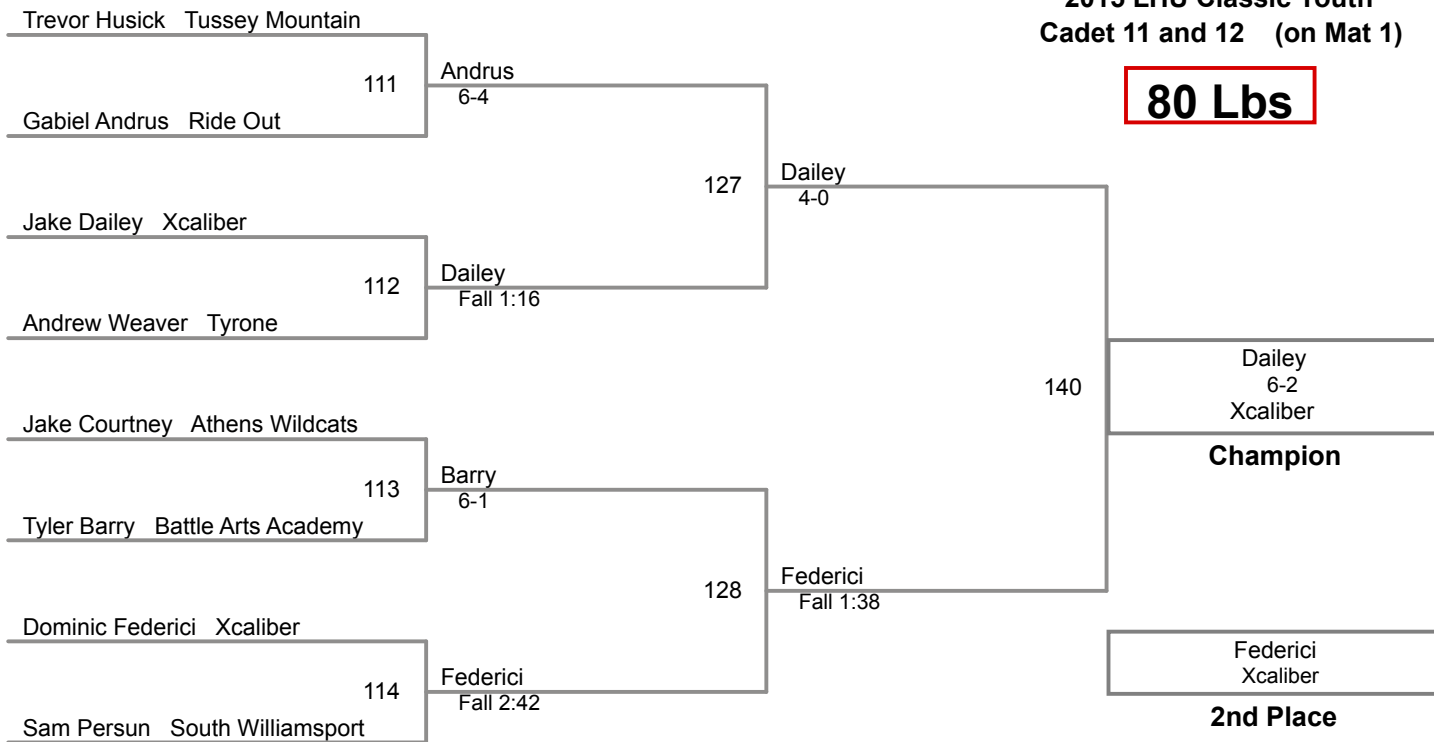 2015 LHU Classic Youth
Cadet 11 and 12 (on Mat 1)
80 Lbs
Trevor Husick Tussey Mountain
111
Andrus
6-4
Gabiel Andrus Ride Out
127
Dailey
4-0
Jake Dailey Xcaliber
112
Dailey
Fall 1:16
Andrew Weaver Tyrone
140
Dailey
6-2
Xcaliber
Champion
Jake Courtney Athens Wildcats
113
Barry
6-1
Tyler Barry Battle Arts Academy
128
Federici
Fall 1:38
Dominic Federici Xcaliber
114
Federici
Fall 2:42
Sam Persun South Williamsport
Federici
Xcaliber
2nd Place